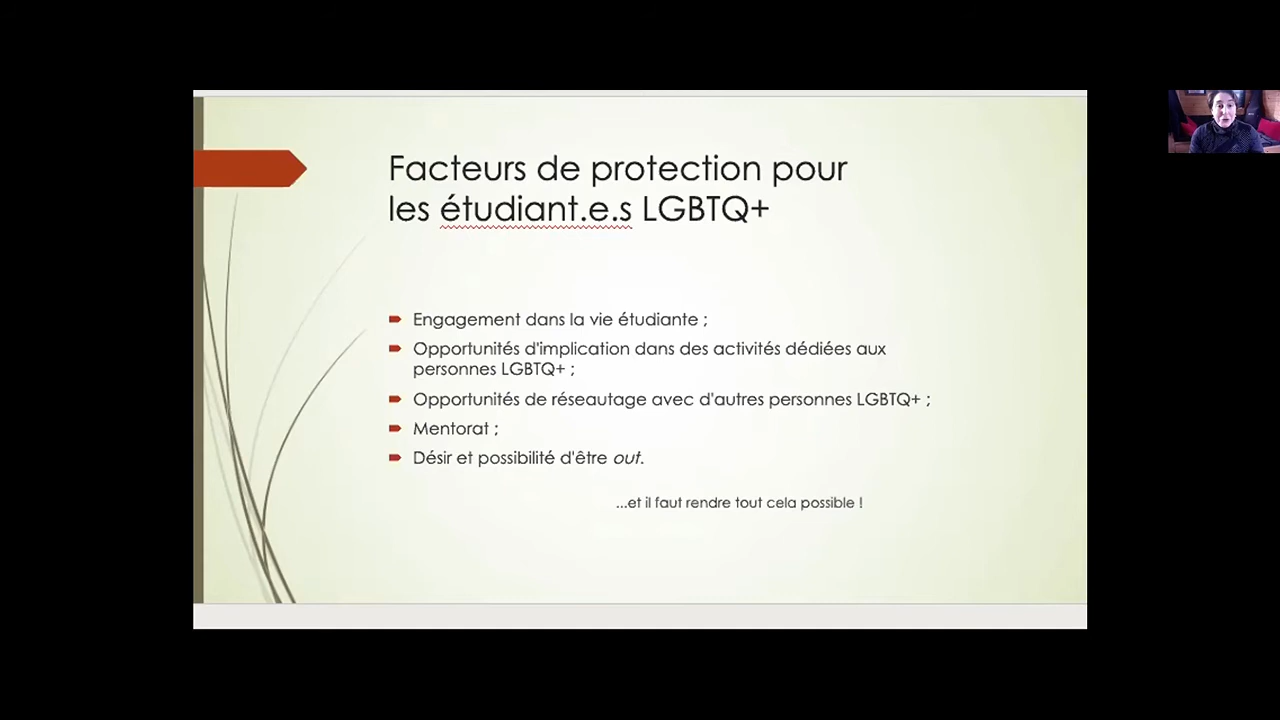 Facteurs de protection pour
les étudiant.e.s LGBTQ+
Engagement dans la vie étudiante ;
Opportunités d'implication dans des activités dédiées aux
personnes LGBTQ+ ;
Opportunités de réseautage avec d'autres personnes LGBTQ+ ;
Mentorat ;
Désir et possibilité d'être out.
...et il faut rendre tout cela possible !